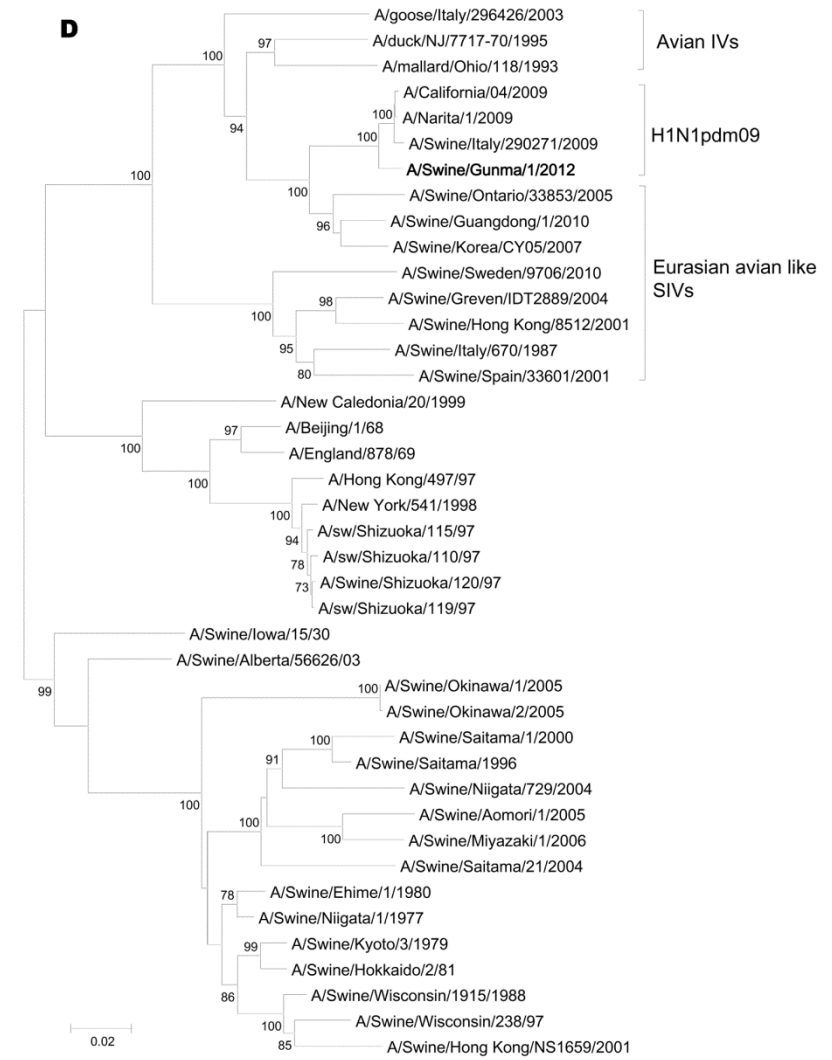 D
A/goose/Italy/296426/2003
100
97
A/duck/NJ/7717-70/1995
Avian IVs
A/mallard/Ohio/118/1993
A/California/04/2009
100
A/Narita/1/2009
94
H1N1pdm09
100
A/Swine/Italy/290271/2009
A/Swine/Gunma/1/2012
100
100
A/Swine/Ontario/33853/2005
A/Swine/Guangdong/1/2010
96
A/Swine/Korea/CY05/2007
Eurasian avian like
SIVs
A/Swine/Sweden/9706/2010
98
A/Swine/Greven/IDT2889/2004
100
A/Swine/Hong Kong/8512/2001
95
A/Swine/Italy/670/1987
80
A/Swine/Spain/33601/2001
A/New Caledonia/20/1999
97
A/Beijing/1/68
100
A/England/878/69
100
A/Hong Kong/497/97
A/New York/541/1998
100
A/sw/Shizuoka/115/97
94
A/sw/Shizuoka/110/97
78
A/Swine/Shizuoka/120/97
73
A/sw/Shizuoka/119/97
A/Swine/Iowa/15/30
A/Swine/Alberta/56626/03
99
100
A/Swine/Okinawa/1/2005
A/Swine/Okinawa/2/2005
100
A/Swine/Saitama/1/2000
91
A/Swine/Saitama/1996
A/Swine/Niigata/729/2004
100
A/Swine/Aomori/1/2005
100
100
A/Swine/Miyazaki/1/2006
A/Swine/Saitama/21/2004
78
A/Swine/Ehime/1/1980
A/Swine/Niigata/1/1977
99
A/Swine/Kyoto/3/1979
A/Swine/Hokkaido/2/81
86
A/Swine/Wisconsin/1915/1988
100
A/Swine/Wisconsin/238/97
85
A/Swine/Hong Kong/NS1659/2001
0.02